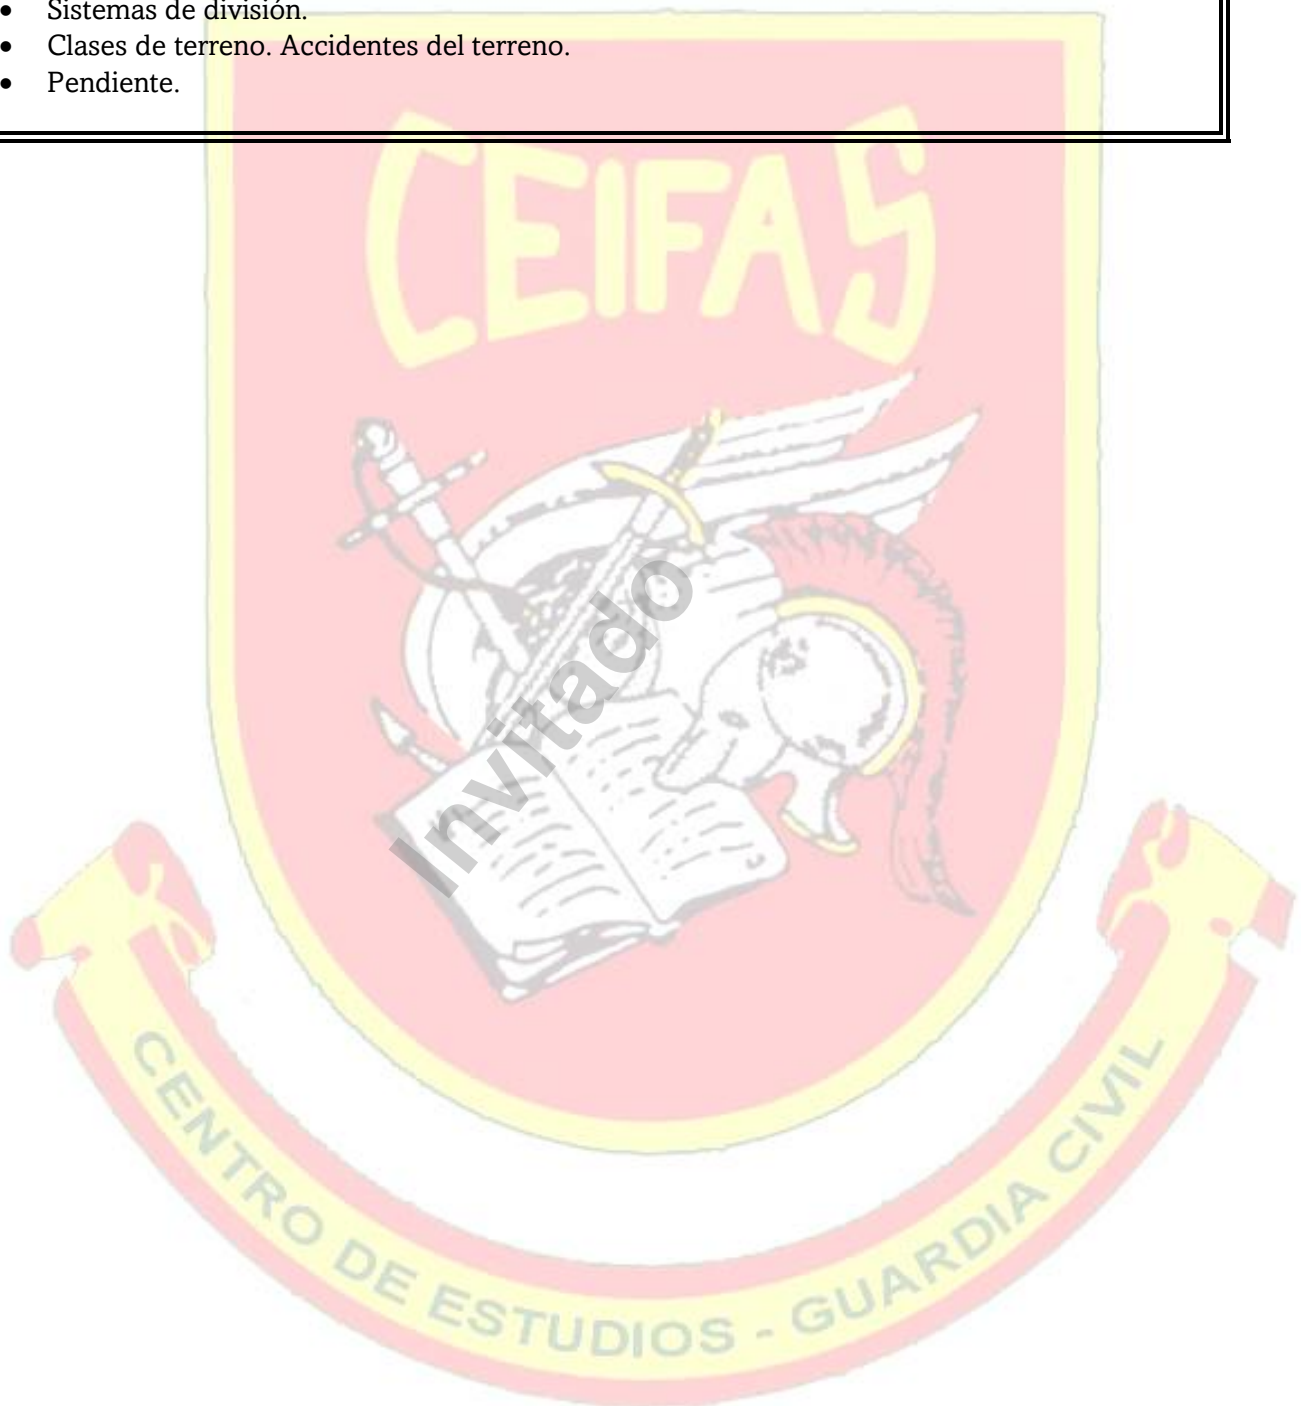 • Sistemas de división.
• Clases de terreno. Accidentes del terreno.
• Pendiente.
CEIFAS
Invitado
CENTRO DE ESTUDIOS - GUARDIA CIVIL